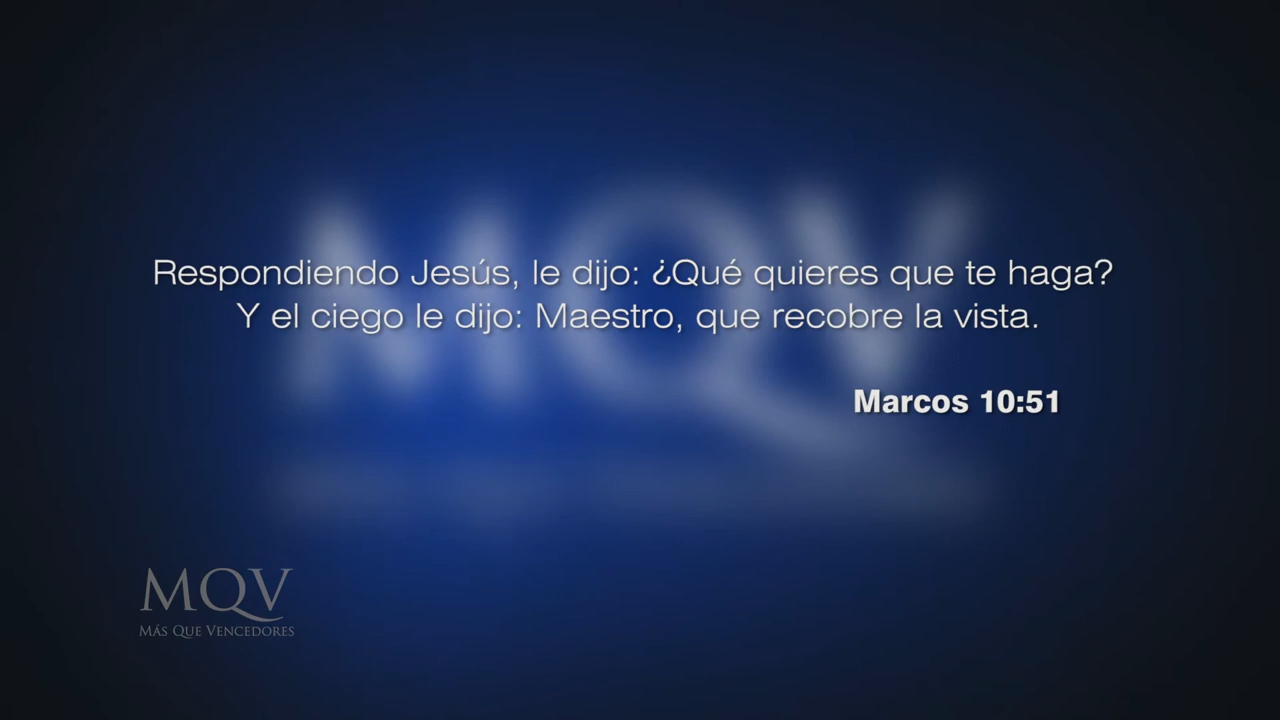 Respondiendo Jesús, le dijo: ¿Qué quieres que te haga?
Y el ciego le dijo: Maestro, que recobre la vista.
Marcos 10:51
MQV
MÁS QUE VENCEDORES